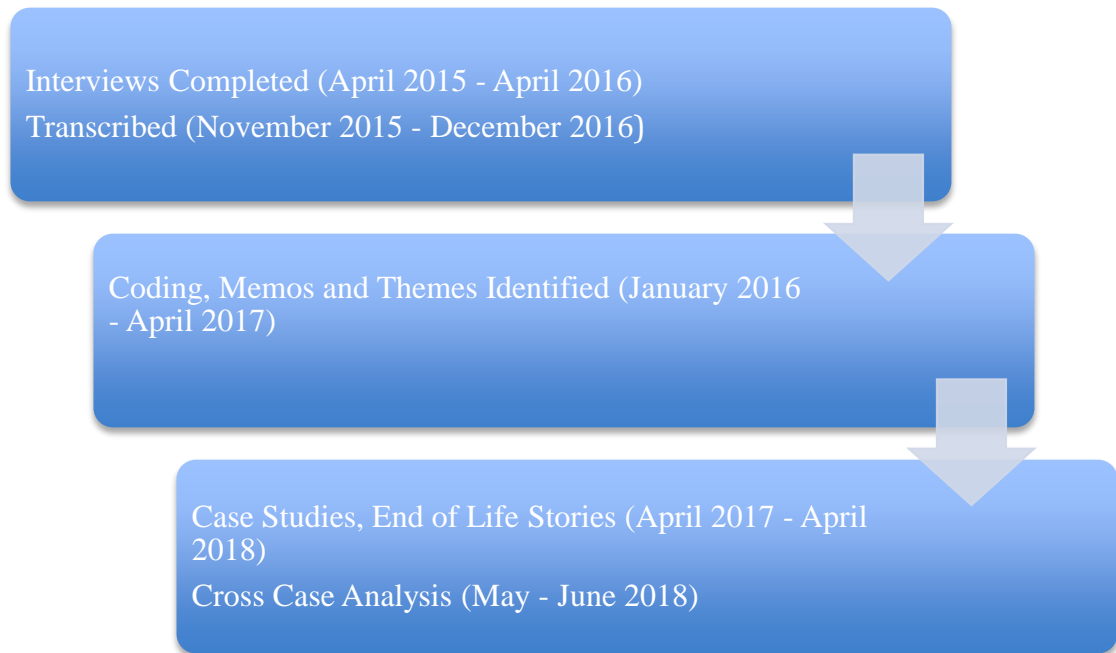 Interviews Completed (April 2015 - April 2016)
Transcribed (November 2015 - December 2016)
Coding, Memos and Themes Identified (January 2016
- April 2017)
Case Studies, End of Life Stories (April 2017 - April
2018)
Cross Case Analysis (May - June 2018)